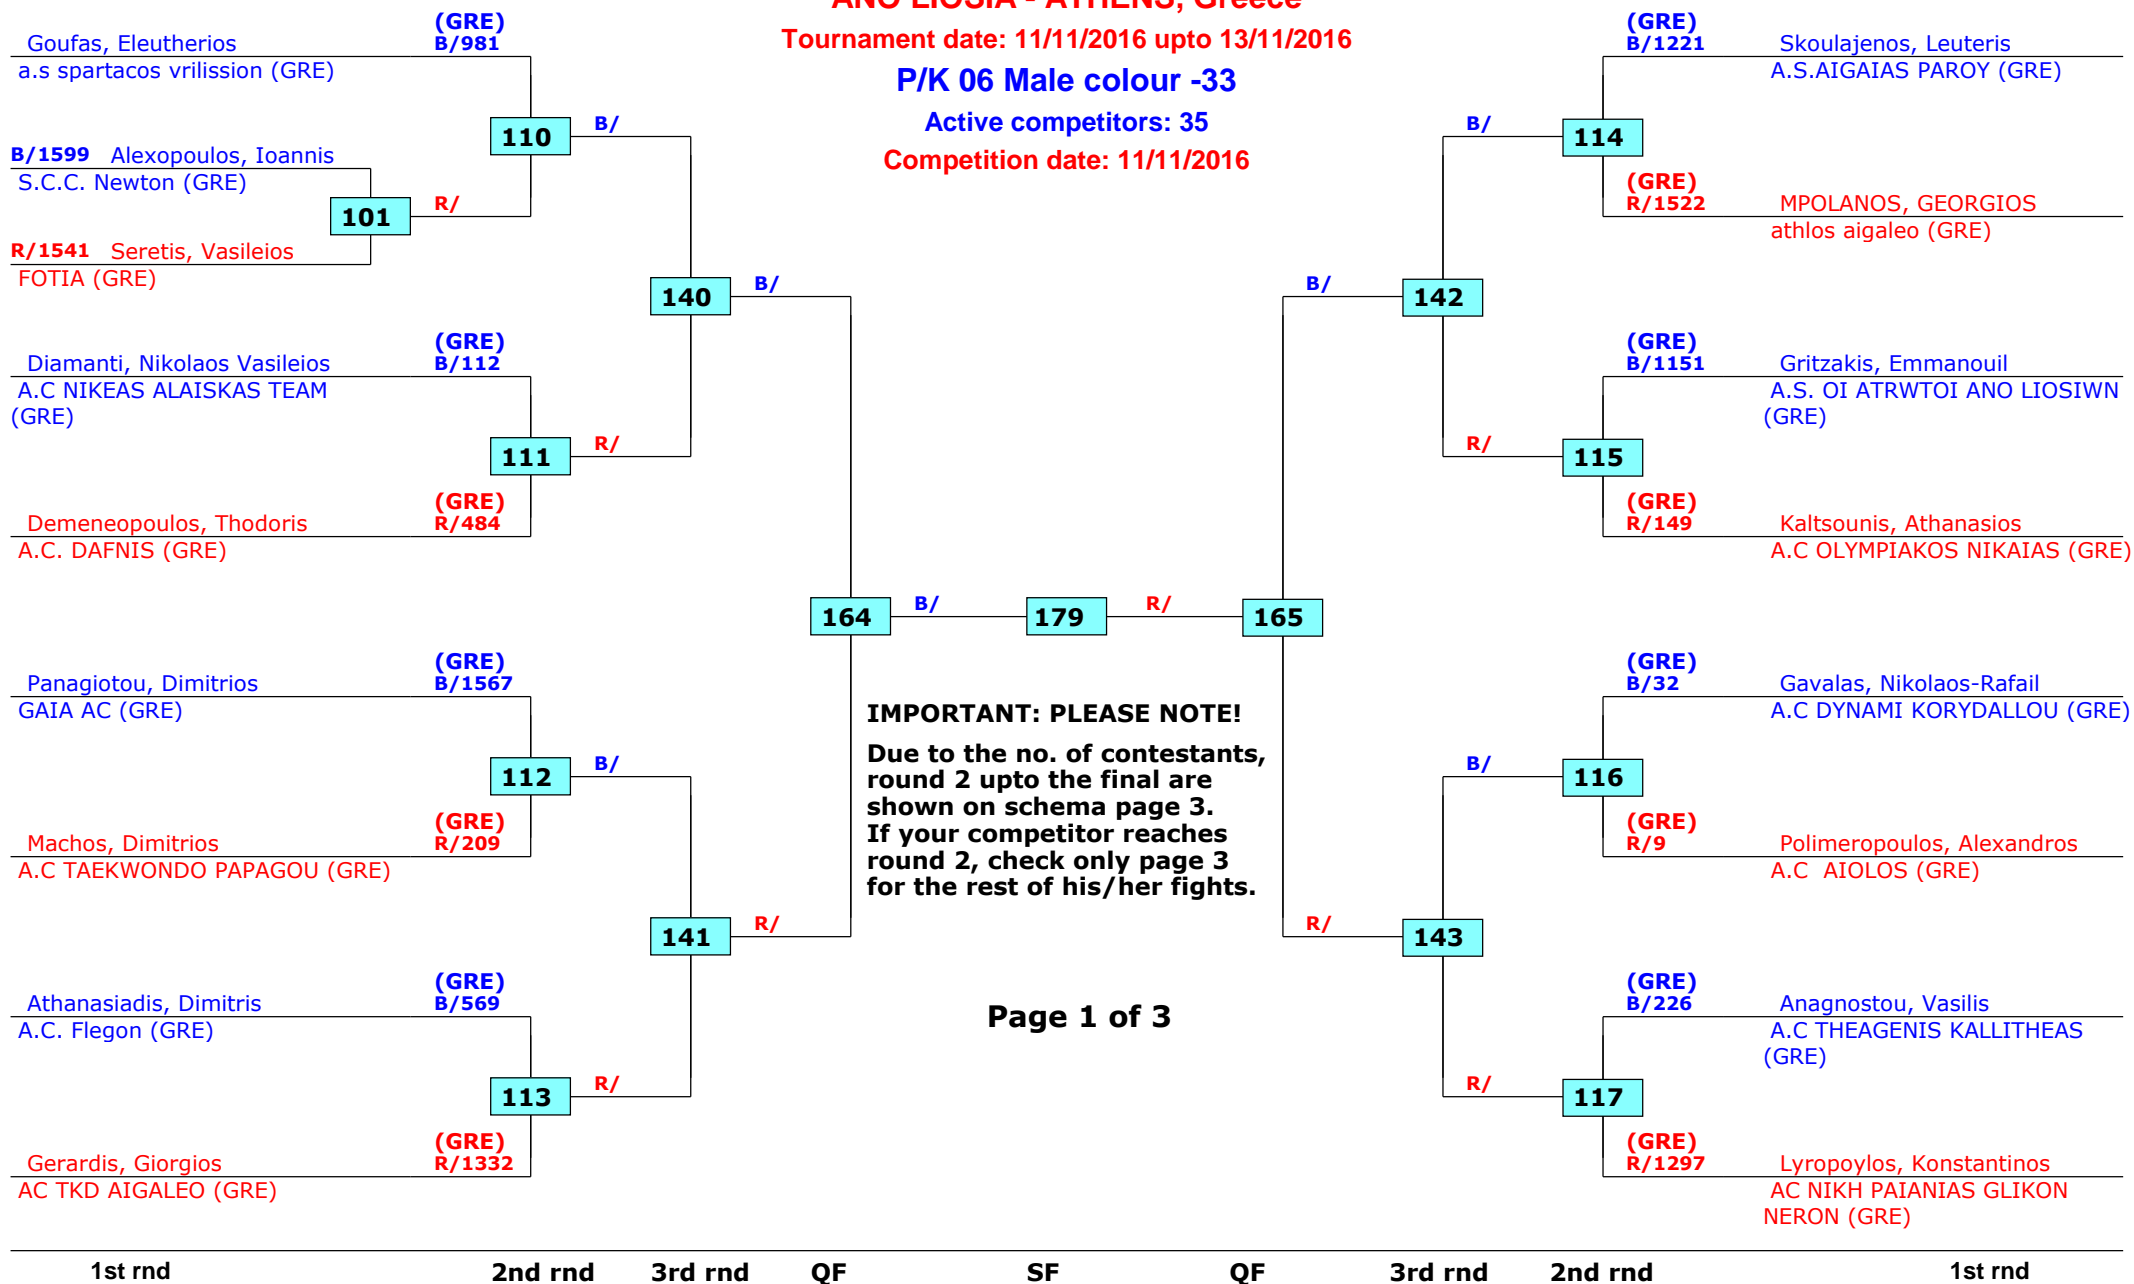 ANO LIOSIA - ATHENS, Greece
Tournament date: 11/11/2016 upto 13/11/2016
P/K 06 Male colour -33
Active competitors: 35
Competition date: 11/11/2016
(GRE)
Goufas, Eleutherios B/981
a.s spartacos vrilission (GRE)
110 B/
B/1599 Alexopoulos, Ioannis
S.C.C. Newton (GRE)
101 R/
R/1541 Seretis, Vasileios
FOTIA (GRE)
140 B/
(GRE)
Diamanti, Nikolaos Vasileios B/112
A.C NIKEAS ALAISKAS TEAM
(GRE)
111 R/
(GRE)
Demeneopoulos, Thodoris R/484
A.C. DAFNIS (GRE)
164 B/ 179 R/ 165
(GRE)
Panagiotou, Dimitrios B/1567
GAIA AC (GRE)
112 B/
(GRE)
Machos, Dimitrios R/209
A.C TAEKWONDO PAPAGOU (GRE)
141 R/
(GRE)
Athanasiadis, Dimitris B/569
A.C. Flegon (GRE)
113 R/
(GRE)
Gerardis, Giorgios R/1332
AC TKD AIGALEO (GRE)
IMPORTANT: PLEASE NOTE!
Due to the no. of contestants,
round 2 upto the final are
shown on schema page 3.
If your competitor reaches
round 2, check only page 3
for the rest of his/her fights.
Page 1 of 3
(GRE)
B/1221 Skoulajenos, Leuteris
A.S.AIGAIAS PAROY (GRE)
B/ 114
(GRE)
R/1522 MPOLANOS, GEORGIOS
athlos aigaleo (GRE)
B/ 142
(GRE)
B/1151 Gritzakis, Emmanouil
A.S. OI ATRWTOI ANO LIOSIWN
(GRE)
R/ 115
(GRE)
R/149 Kaltsounis, Athanasios
A.C OLYMPIAKOS NIKAIAS (GRE)
(GRE)
B/32 Gavalas, Nikolaos-Rafail
A.C DYNAMI KORYDALLOU (GRE)
B/ 116
(GRE)
R/9 Polimeropoulos, Alexandros
A.C  AIOLOS (GRE)
R/ 143
(GRE)
B/226 Anagnostou, Vasilis
A.C THEAGENIS KALLITHEAS
(GRE)
R/ 117
(GRE)
R/1297 Lyropoylos, Konstantinos
AC NIKH PAIANIAS GLIKON
NERON (GRE)
1st rnd 2nd rnd 3rd rnd QF SF QF 3rd rnd 2nd rnd 1st rnd